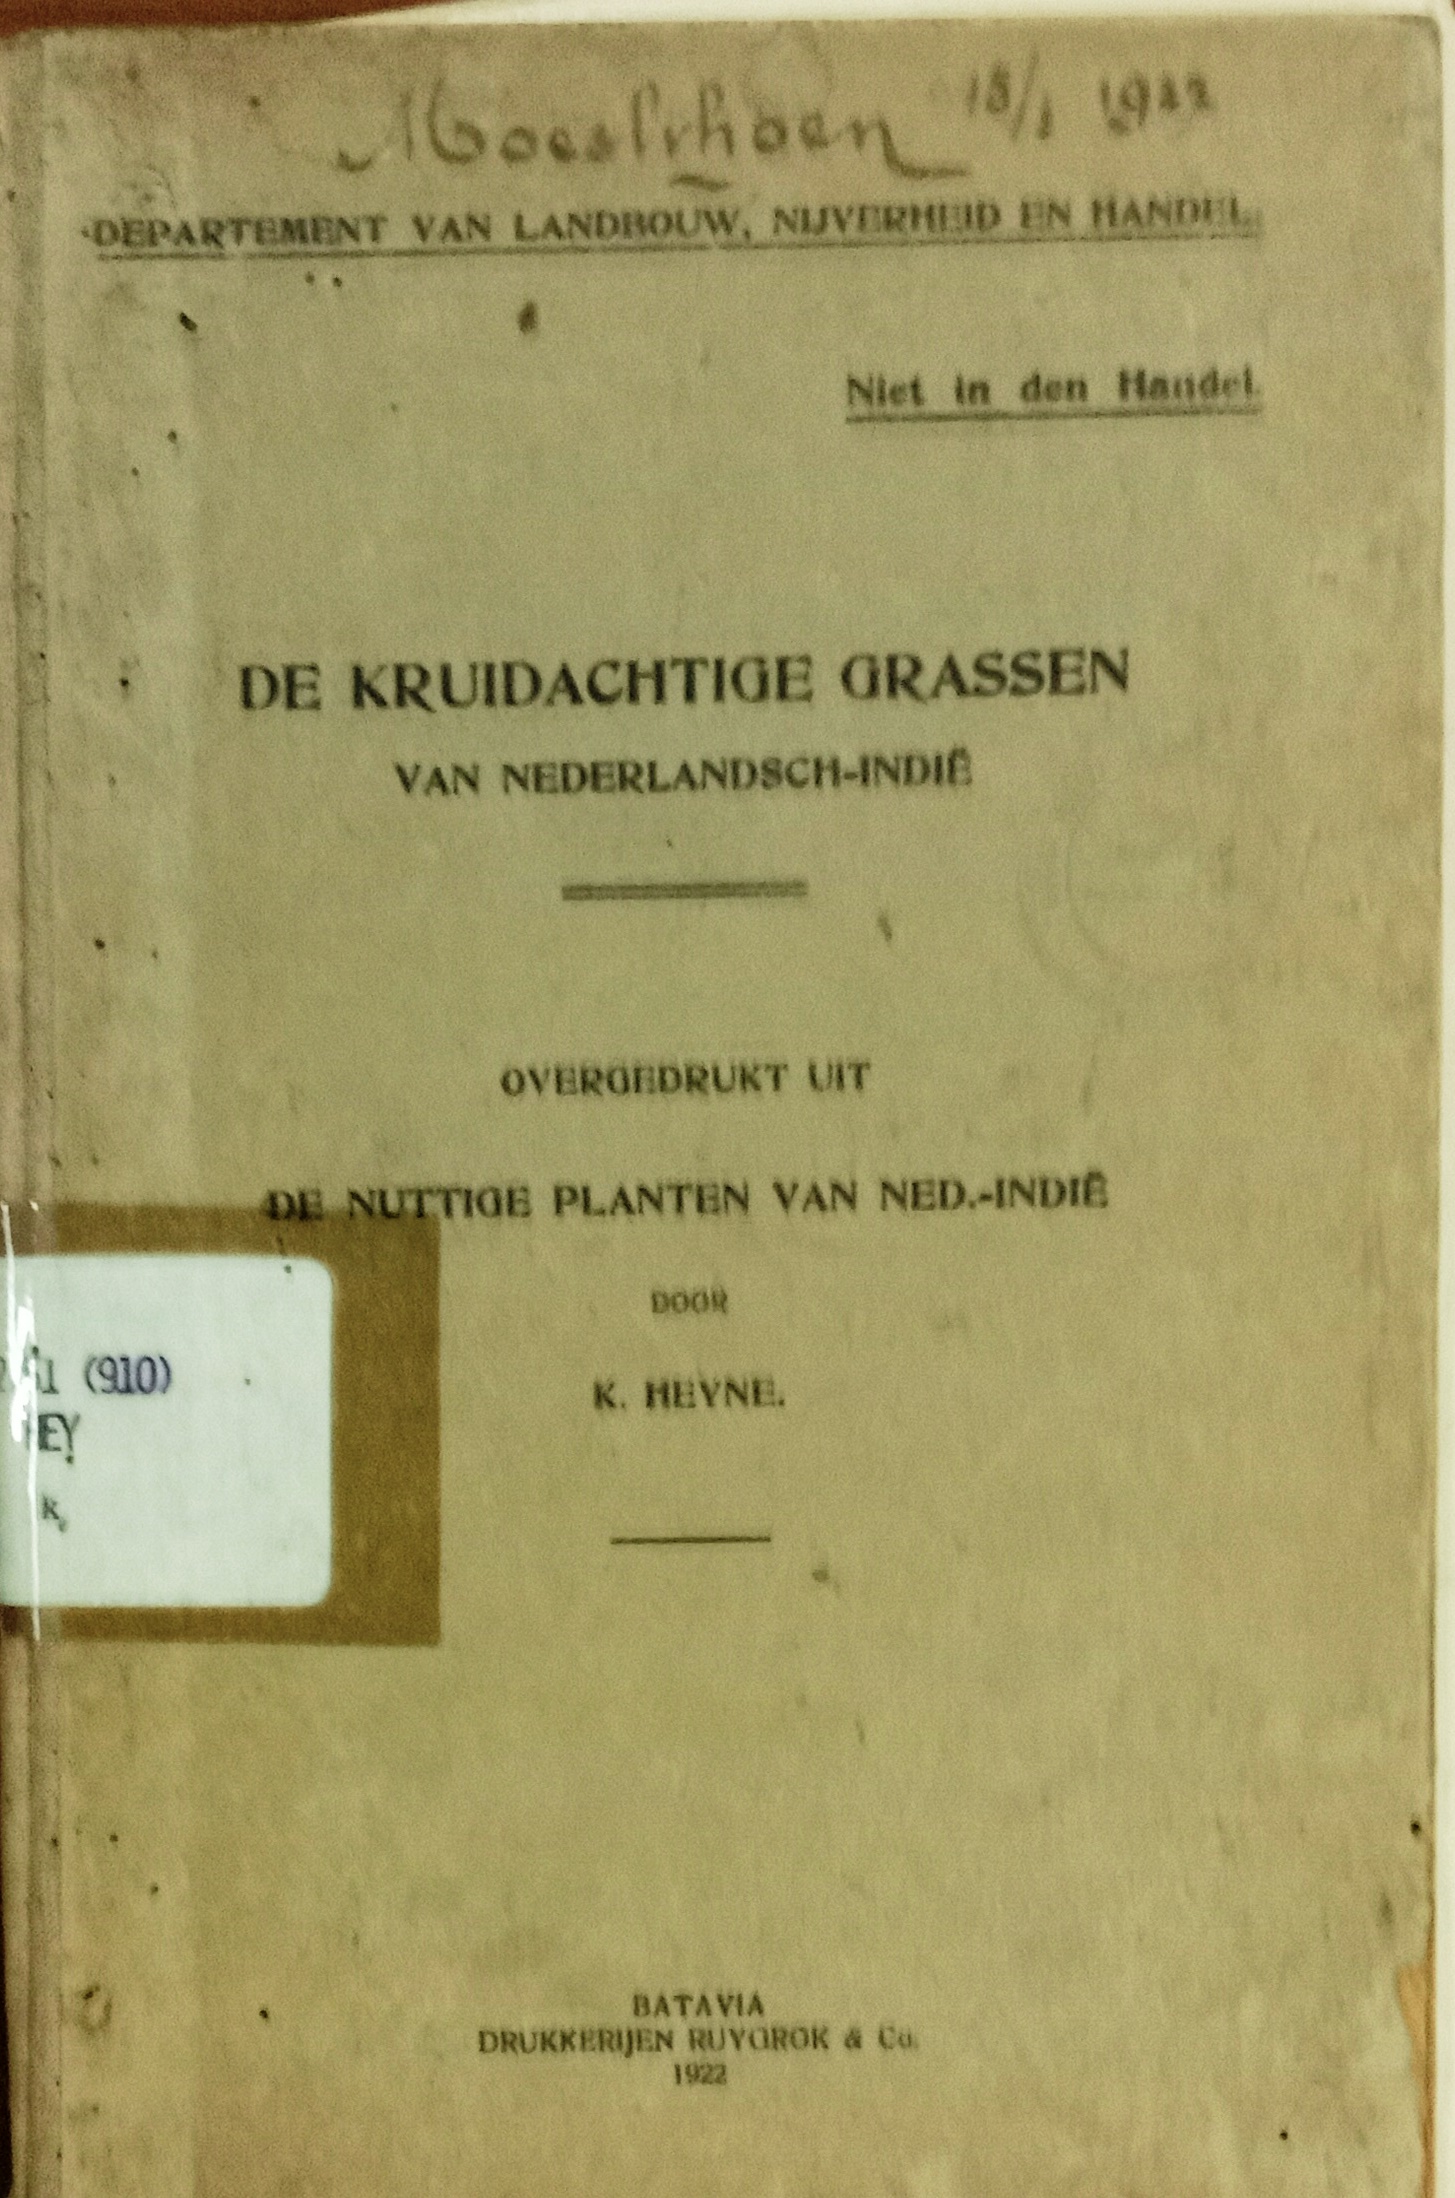 18/1 1922
DEPARTEMENT VAN LANDBOUW, NIJVERHEID EN HANDEL.
Niet in den Handel.
DE KRUIDACHTIGE GRASSEN
VAN NEDERLANDSCH-INDIË
OVERGEDRUKT UIT
DE NUTTIGE PLANTEN VAN NED.-INDIË
DOOR
K. HEYNE.
(910)
HEY
K
BATAVIA
DRUKKERIJEN RUYGROK & Co.
1922